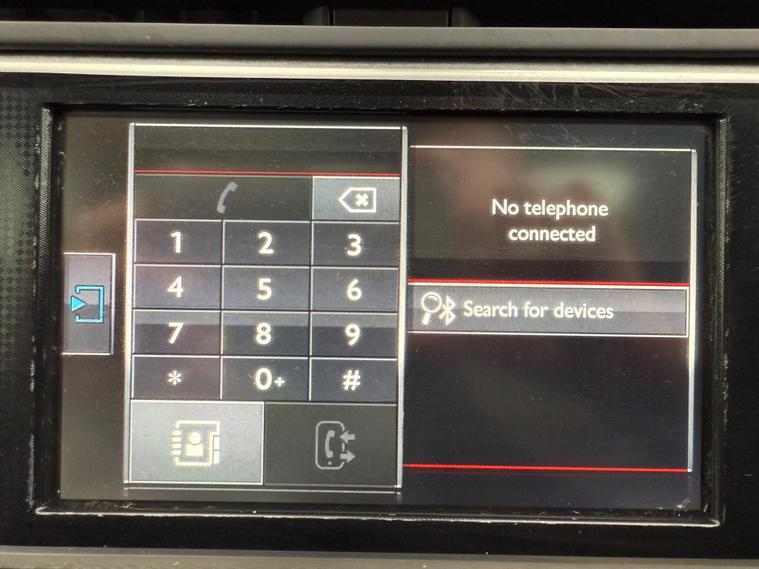 No telephone
connected
1 2 3
4 5 6
7 8 9
* 0+ #
Search for devices